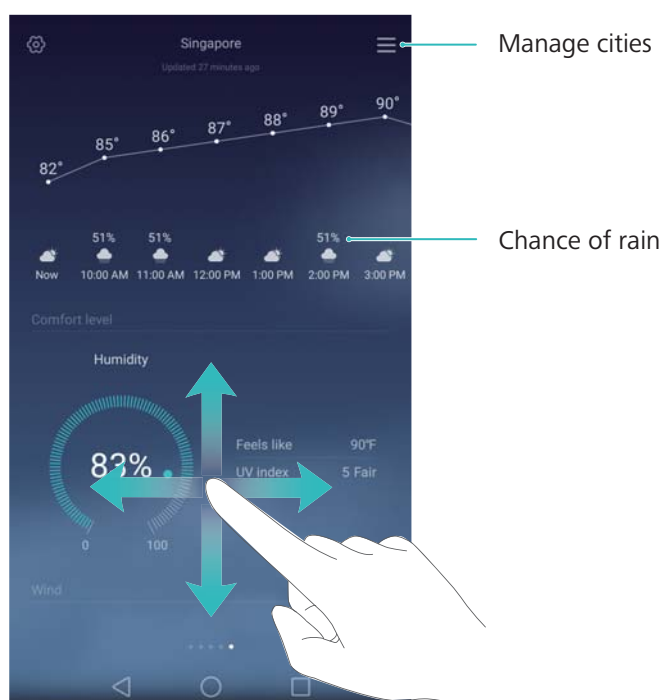 Singapore
Manage cities
Updated 27 minutes ago
82° 85° 86° 87° 88° 89° 90°
51% 51% 51%
Chance of rain
Now 10:00 AM 11:00 AM 12:00 PM 1:00 PM 2:00 PM 3:00 PM
Comfort level
Humidity
83%
Feels like 90°F
UV index 5 Fair
0 100
Wind